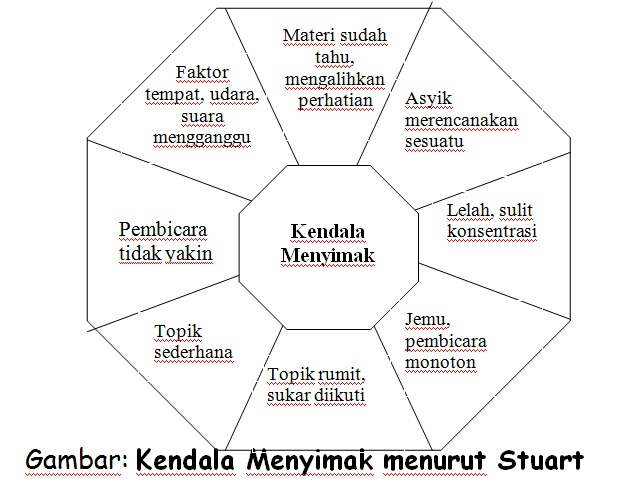 Materi sudah
tahu,
mengalihkan
perhatian
Faktor
tempat, udara,
suara
mengganggu
Asyik
merencanakan
sesuatu
Lelah, sulit
konsentrasi
Pembicara
tidak yakin
Kendala
Menyimak
Jemu,
pembicara
monoton
Topik
sederhana
Topik rumit,
sukar diikuti
Gambar: Kendala Menyimak menurut Stuart